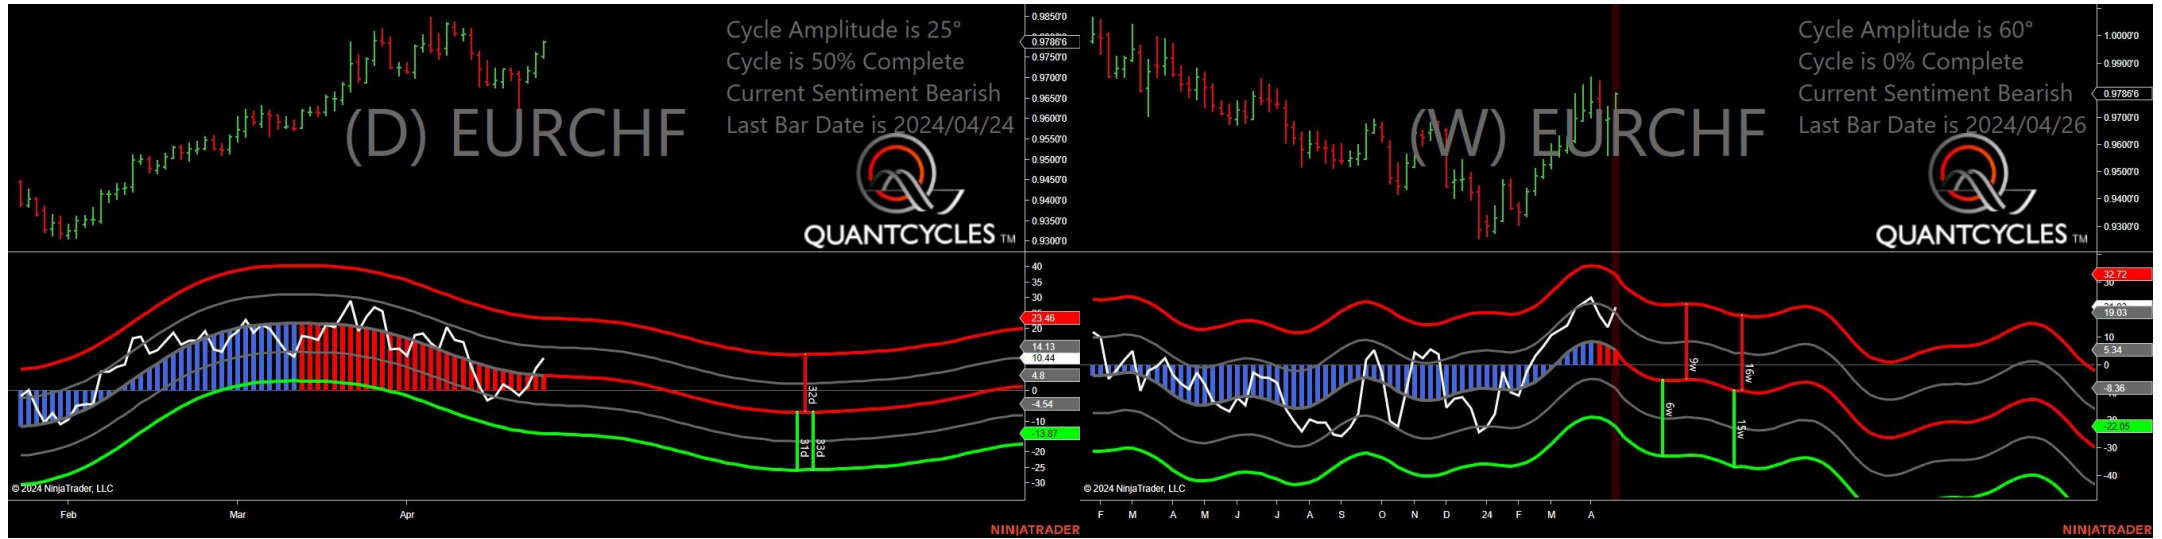 Cycle Amplitude is 25°
Cycle is 50% Complete
Current Sentiment Bearish
Last Bar Date is 2024/04/24
(D) EURCHF
QUANTCYCLES TM
0.9850'0
0.9786'6
0.9750'0
0.9700'0
0.9650'0
0.9600'0
0.9550'0
0.9500'0
0.9450'0
0.9400'0
0.9350'0
0.9300'0
40
35
30
25
23.46
20
14.13
10.44
4.8
0
-4.54
-10
-13.87
-20
-25
-30
32d
31d
33d
© 2024 NinjaTrader, LLC
Feb
Mar
Apr
NINJATRADER
Cycle Amplitude is 60°
Cycle is 0% Complete
Current Sentiment Bearish
Last Bar Date is 2024/04/26
(W) EURCHF
QUANTCYCLES TM
1.0000'0
0.9900'0
0.9786'6
0.9700'0
0.9600'0
0.9500'0
0.9400'0
0.9300'0
32.72
30
19.03
10
5.34
0
-8.36
-22.05
-30
-40
9w
16w
6w
15w
© 2024 NinjaTrader, LLC
F
M
A
M
J
J
A
S
O
N
D
24
F
M
A
NINJATRADER